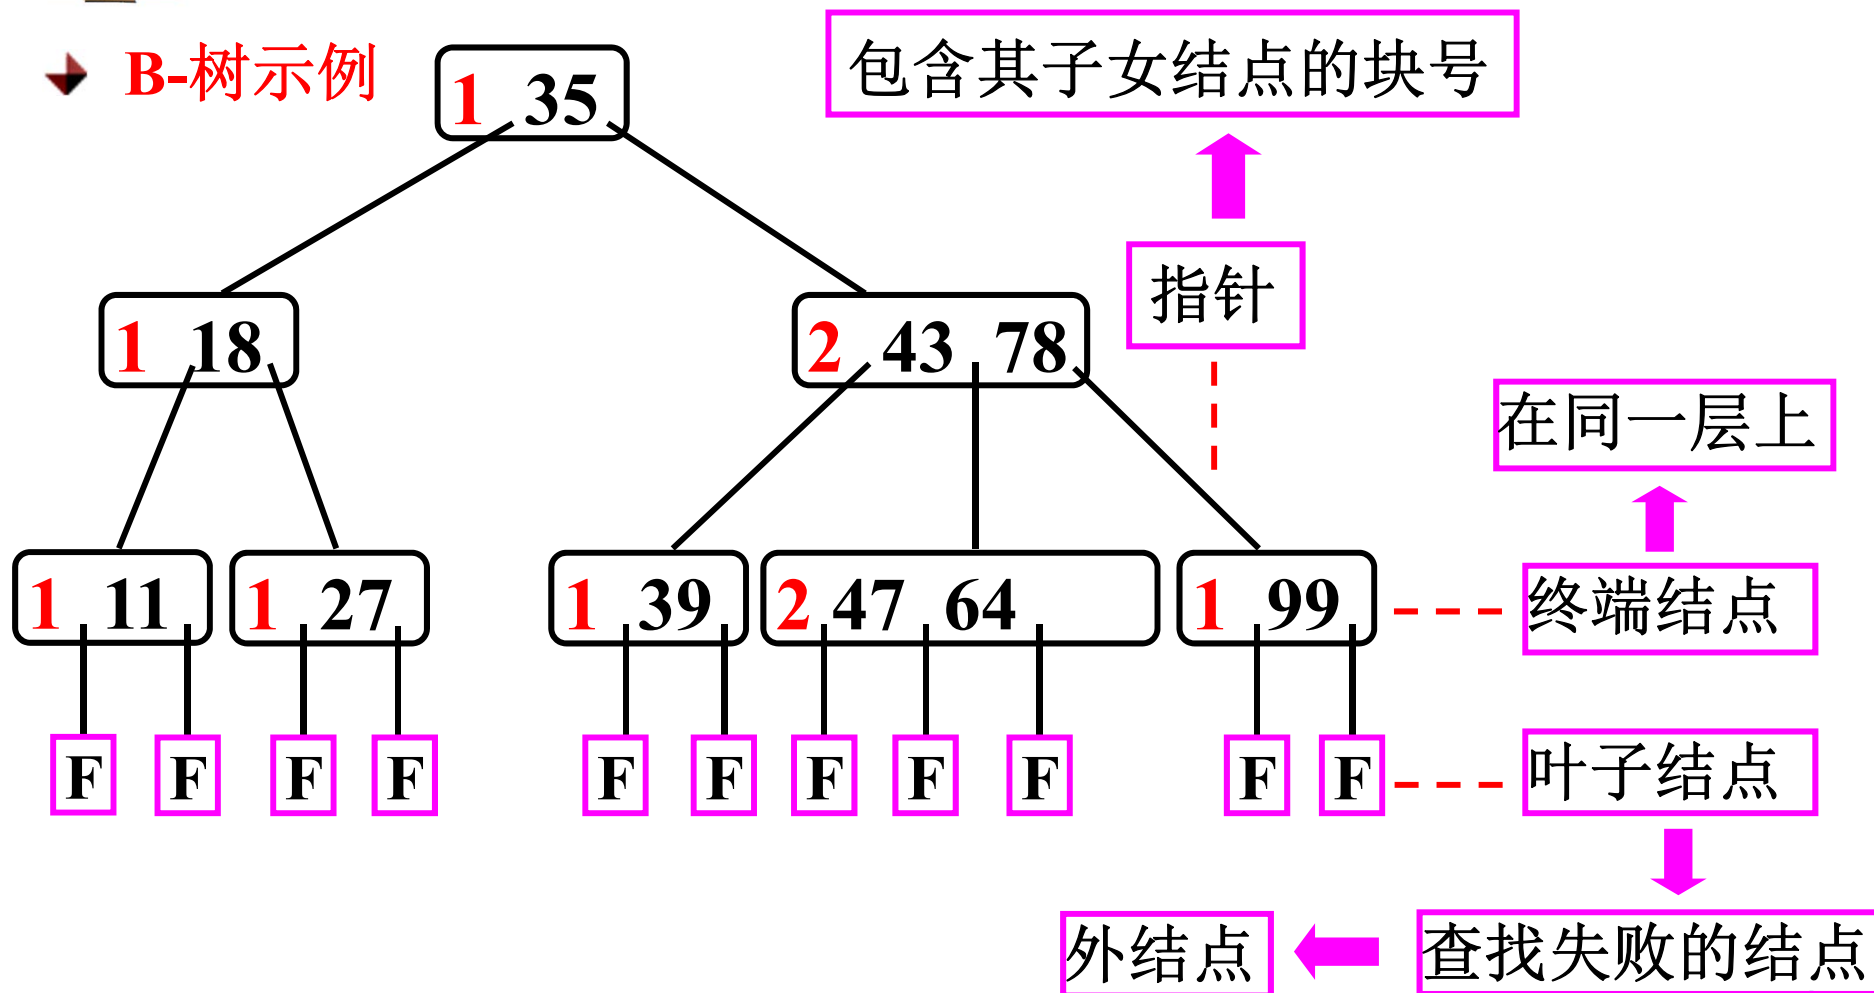 B-树示例
1 35
包含其子女结点的块号
指针
1 18
2 43 78
在同一层上
1 11
1 27
1 39
2 47 64
1 99
终端结点
F F F F F F F F F F F
叶子结点
外结点
查找失败的结点